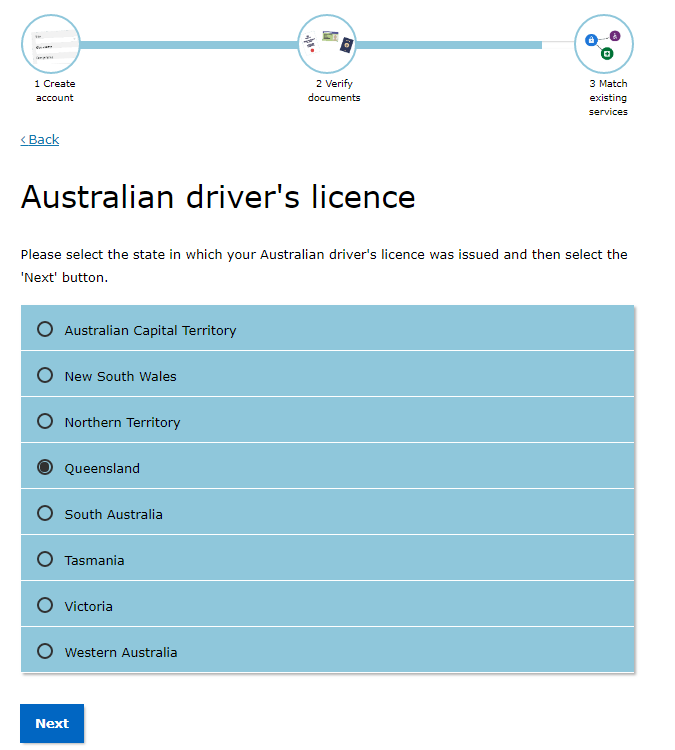 1 Create
account
2 Verify
documents
3 Match
existing
services
< Back
Australian driver's licence
Please select the state in which your Australian driver's licence was issued and then select the
'Next' button.
Australian Capital Territory
New South Wales
Northern Territory
Queensland
South Australia
Tasmania
Victoria
Western Australia
Next